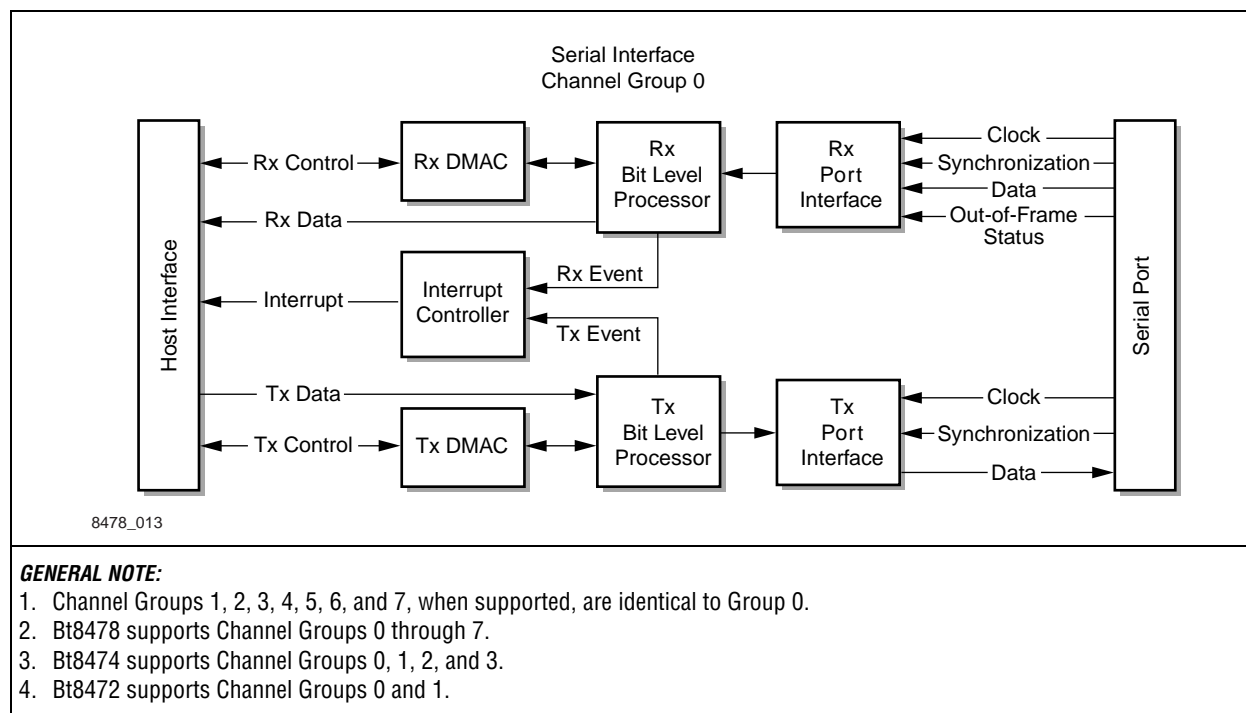 Serial Interface
Channel Group 0
Host Interface
Rx Control
Rx DMAC
Rx
Bit Level
Processor
Rx
Port
Interface
Clock
Synchronization
Data
Out-of-Frame
Status
Serial Port
Rx Data
Rx Event
Interrupt
Interrupt
Controller
Tx Event
Tx Data
Tx Control
Tx DMAC
Tx
Bit Level
Processor
Tx
Port
Interface
Clock
Synchronization
Data
8478_013
GENERAL NOTE:
1. Channel Groups 1, 2, 3, 4, 5, 6, and 7, when supported, are identical to Group 0.
2. Bt8478 supports Channel Groups 0 through 7.
3. Bt8474 supports Channel Groups 0, 1, 2, and 3.
4. Bt8472 supports Channel Groups 0 and 1.